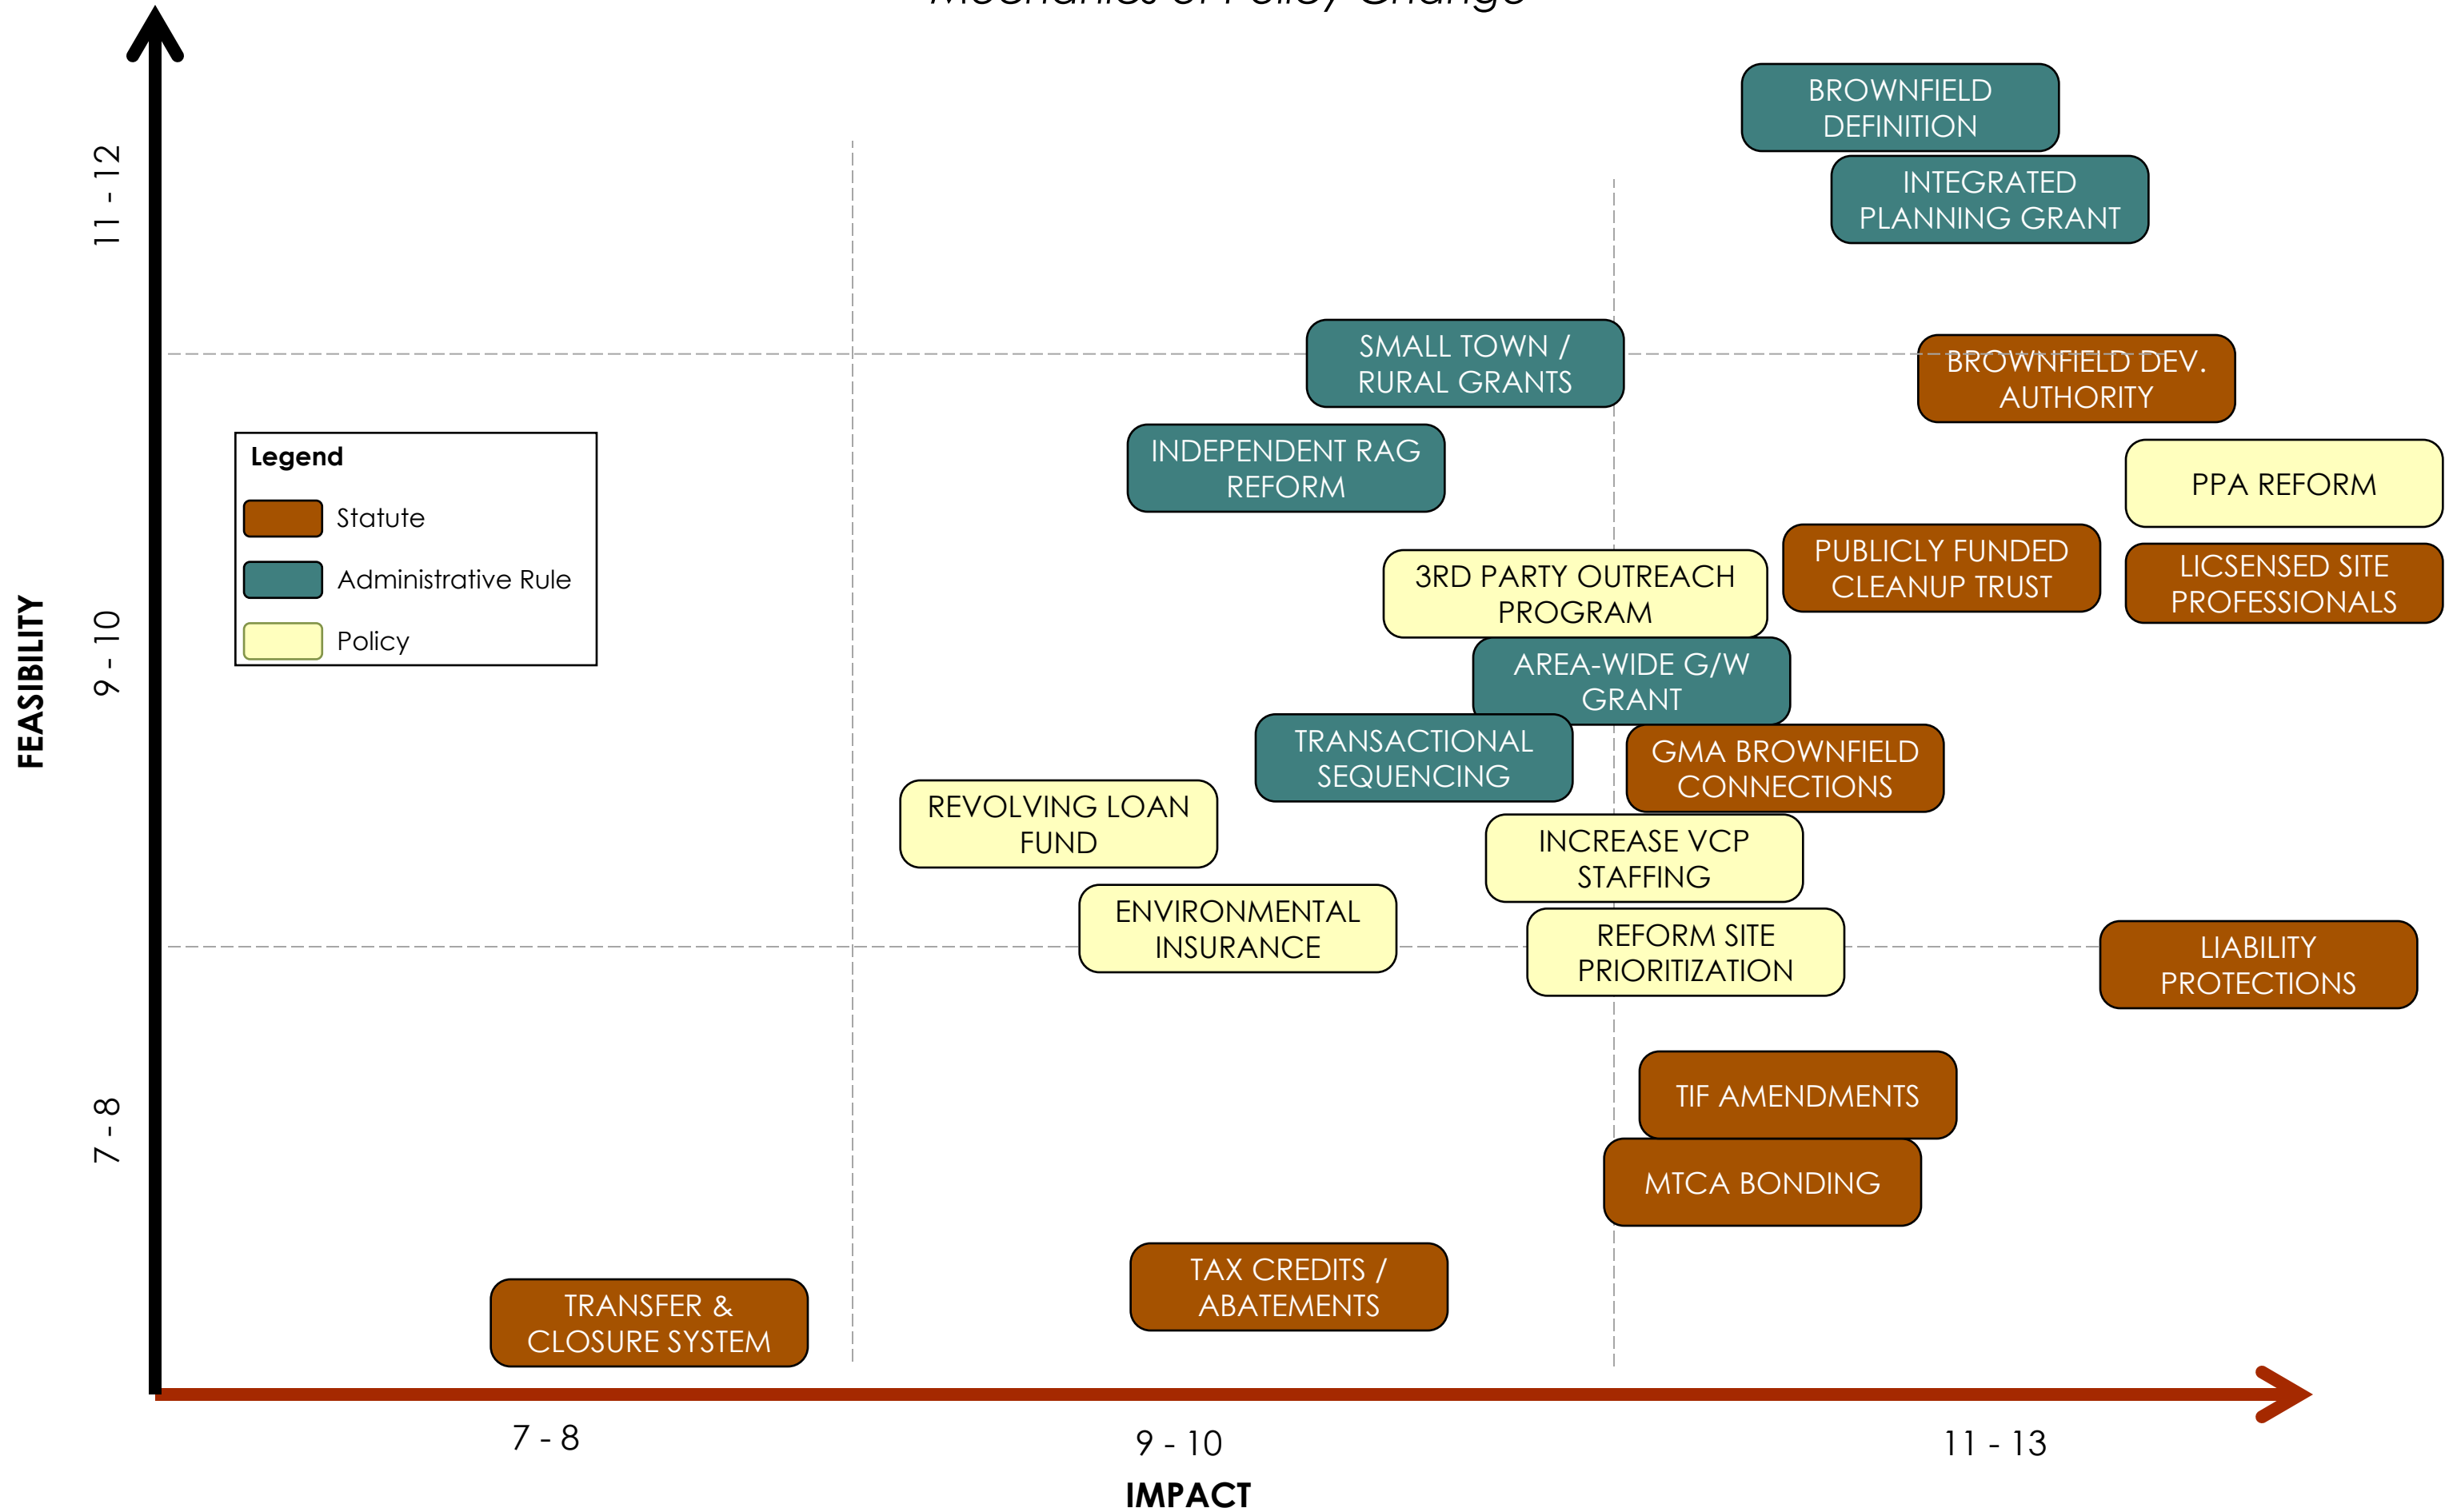 Mechanics of Policy Change
BROWNFIELD
DEFINITION
INTEGRATED
PLANNING GRANT
11 - 12
SMALL TOWN /
RURAL GRANTS
BROWNFIELD DEV.
AUTHORITY
INDEPENDENT RAG
REFORM
PPA REFORM
Legend
Statute
Administrative Rule
Policy
PUBLICLY FUNDED
CLEANUP TRUST
LICSENSED SITE
PROFESSIONALS
3RD PARTY OUTREACH
PROGRAM
FEASIBILITY
9 - 10
AREA-WIDE G/W
GRANT
TRANSACTIONAL
SEQUENCING
GMA BROWNFIELD
CONNECTIONS
REVOLVING LOAN
FUND
INCREASE VCP
STAFFING
ENVIRONMENTAL
INSURANCE
REFORM SITE
PRIORITIZATION
LIABILITY
PROTECTIONS
7 - 8
TIF AMENDMENTS
MTCA BONDING
TAX CREDITS /
ABATEMENTS
TRANSFER &
CLOSURE SYSTEM
7 - 8
9 - 10
11 - 13
IMPACT